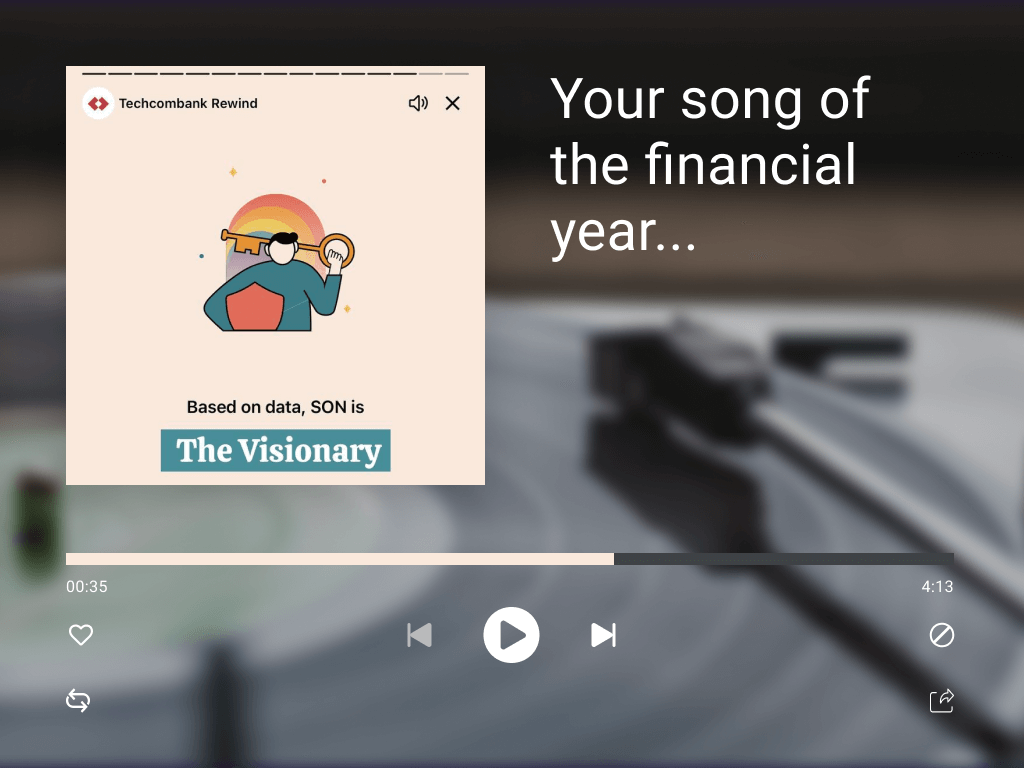 Techcombank Rewind
Your song of
the financial
year...
Based on data, SON is
The Visionary
00:35
4:13